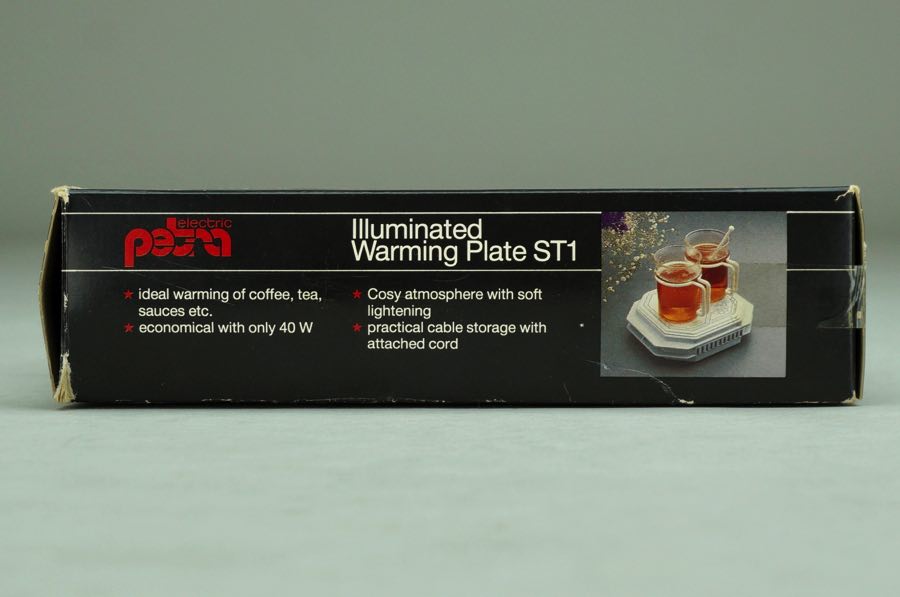 electric
petra
Illuminated
Warming Plate ST1
★ ideal warming of coffee, tea,
sauces etc.
★ economical with only 40 W
★ Cosy atmosphere with soft
lightening
★ practical cable storage with
attached cord